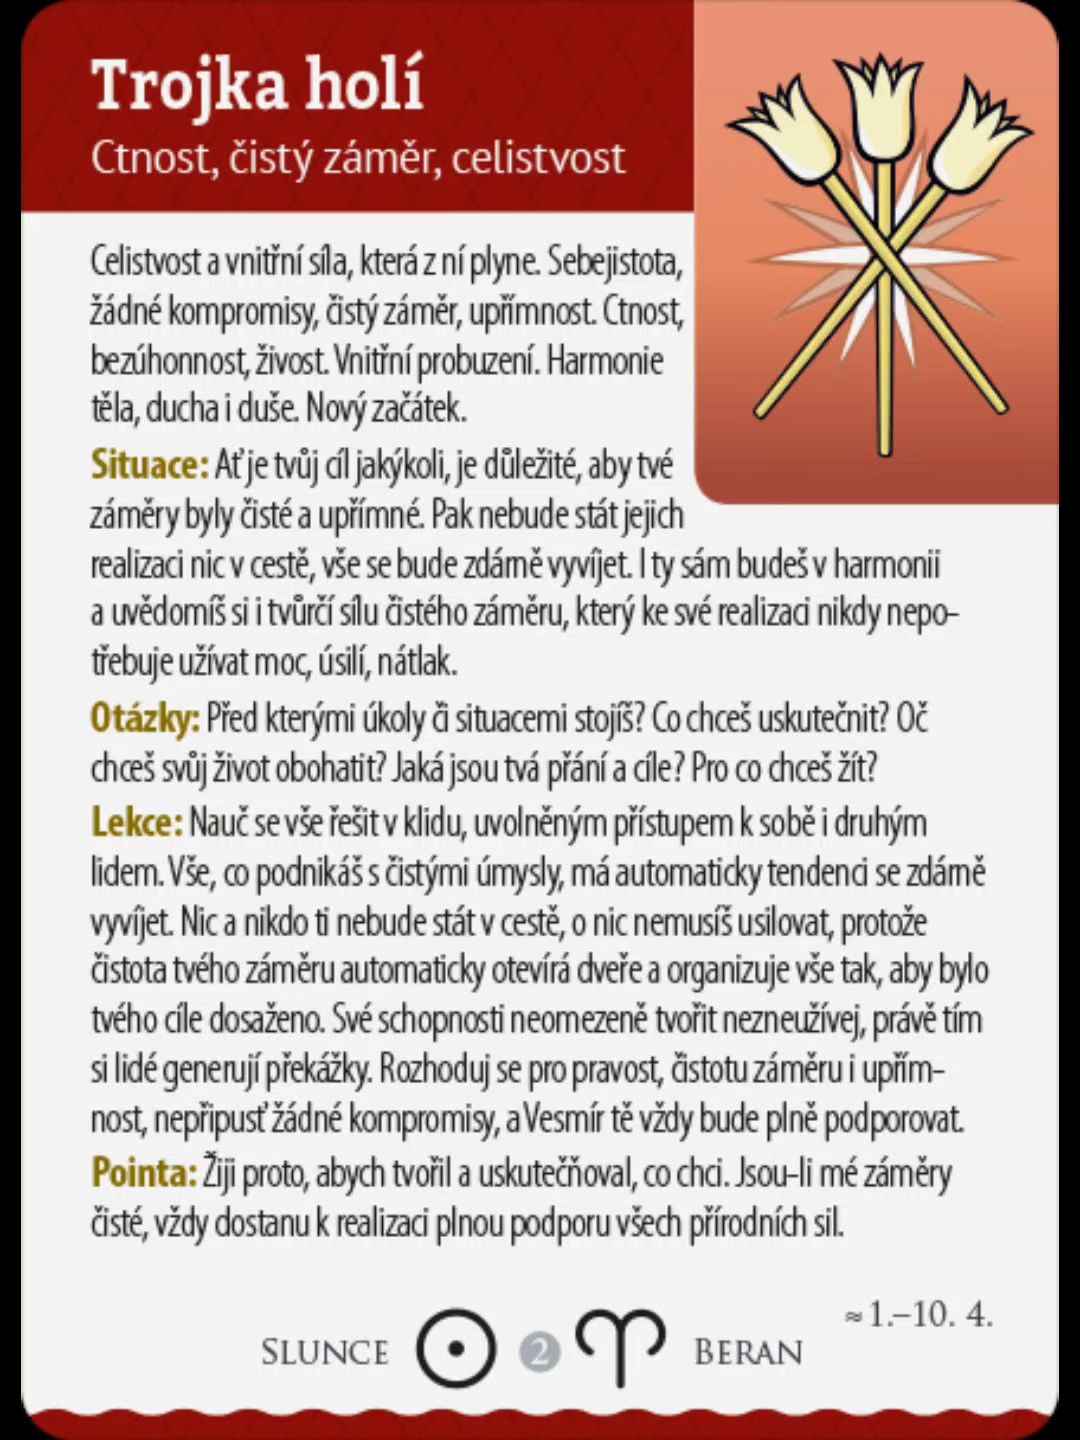 Trojka holí
Ctnost, čistý záměr, celistvost
Celistvost a vnitřní síla, která z ní plyne. Sebejistota,
žádné kompromisy, čistý záměr, upřímnost. Ctnost,
bezúhonnost, živost. Vnitřní probuzení. Harmonie
těla, ducha i duše. Nový začátek.
Situace: Ať je tvůj cíl jakýkoli, je důležité, aby tvé
záměry byly čisté a upřímné. Pak nebude stát jejich
realizaci nic v cestě, vše se bude zdárně vyvíjet. I ty sám budeš v harmonii
a uvědomíš si i tvůrčí sílu čistého záměru, který ke své realizaci nikdy nepo-
třebuje užívat moc, úsilí, nátlak.
Otázky: Před kterými úkoly či situacemi stojíš? Co chceš uskutečnit? Oč
chceš svůj život obohatit? Jaká jsou tvá přání a cíle? Pro co chceš žít?
Lekce: Nauč se vše řešit v klidu, uvolněným přístupem k sobě i druhým
lidem. Vše, co podnikáš s čistými úmysly, má automaticky tendenci se zdárně
vyvíjet. Nic a nikdo ti nebude stát v cestě, o nic nemusíš usilovat, protože
čistota tvého záměru automaticky otevírá dveře a organizuje vše tak, aby bylo
tvého cíle dosaženo. Své schopnosti neomezeně tvořit nezneužívej, právě tím
si lidé generují překážky. Rozhoduj se pro pravost, čistotu záměru i upřím-
nost, nepřipusť žádné kompromisy, a Vesmír tě vždy bude plně podporovat.
Pointa: Žiji proto, abych tvořil a uskutečňoval, co chci. Jsou-li mé záměry
čisté, vždy dostanu k realizaci plnou podporu všech přírodních sil.
≈ 1.–10. 4.
SLUNCE 2 BERAN